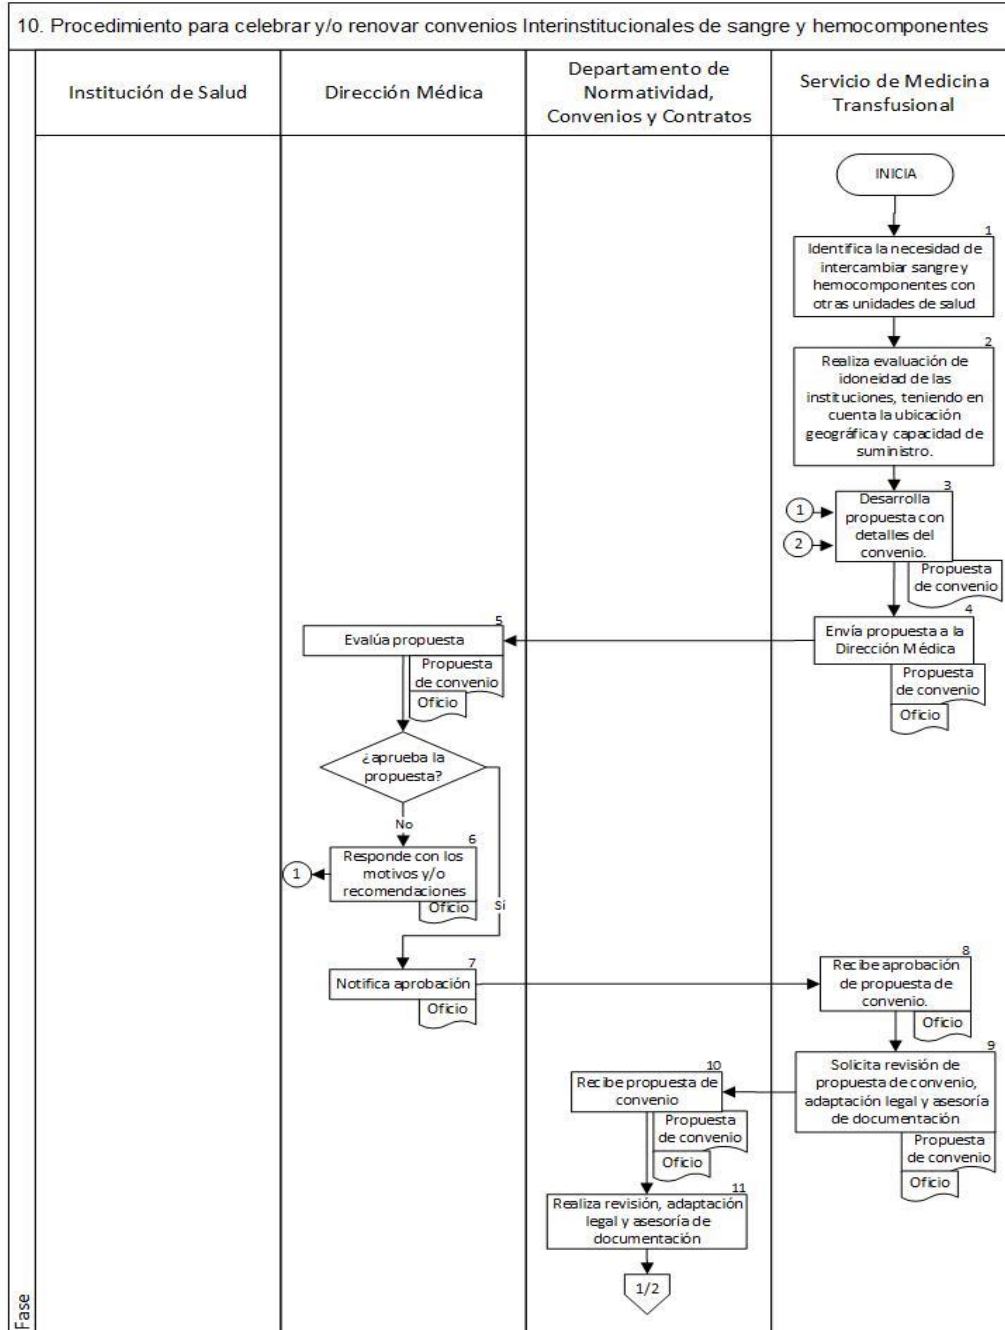 10. Procedimiento para celebrar y/o renovar convenios Interinstitucionales de sangre y hemocomponentes
Institución de Salud
Dirección Médica
Departamento de
Normatividad,
Convenios y Contratos
Servicio de Medicina
Transfusional
INICIA
1
Identifica la necesidad de
intercambiar sangre y
hemocomponentes con
otras unidades de salud
2
Realiza evaluación de
idoneidad de las
instituciones, teniendo en
cuenta la ubicación
geográfica y capacidad de
suministro.
3
Desarrolla
propuesta con
detalles del
convenio.
1
2
Propuesta
de convenio
4
Envía propuesta a la
Dirección Médica
Propuesta
de convenio
Oficio
5
Evalúa propuesta
Propuesta
de convenio
Oficio
¿aprueba la
propuesta?
No
Sí
6
Responde con los
motivos y/o
recomendaciones
Oficio
1
7
Notifica aprobación
Oficio
8
Recibe aprobación
de propuesta de
convenio.
Oficio
9
Solicita revisión de
propuesta de convenio,
adaptación legal y asesoría
de documentación
Propuesta
de convenio
Oficio
10
Recibe propuesta de
convenio
Propuesta
de convenio
Oficio
11
Realiza revisión, adaptación
legal y asesoría de
documentación
1/2
Fase